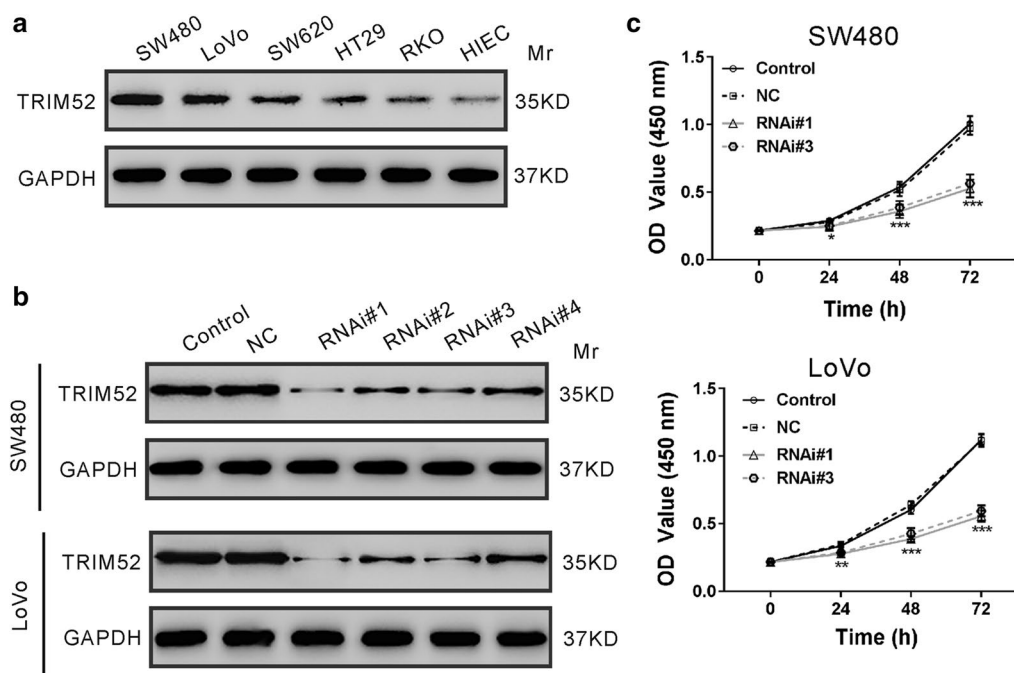 a
SW480 LoVo SW620 HT29 RKO HIEC Mr
TRIM52 35KD
GAPDH 37KD
b
Control NC RNAi#1 RNAi#2 RNAi#3 RNAi#4 Mr
SW480
TRIM52 35KD
GAPDH 37KD
LoVo
TRIM52 35KD
GAPDH 37KD
c
SW480
Control
NC
RNAi#1
RNAi#3
OD Value (450 nm)
1.5
1.0
0.5
0.0
* *** ***
0 24 48 72
Time (h)
LoVo
Control
NC
RNAi#1
RNAi#3
OD Value (450 nm)
1.5
1.0
0.5
0.0
** *** ***
0 24 48 72
Time (h)